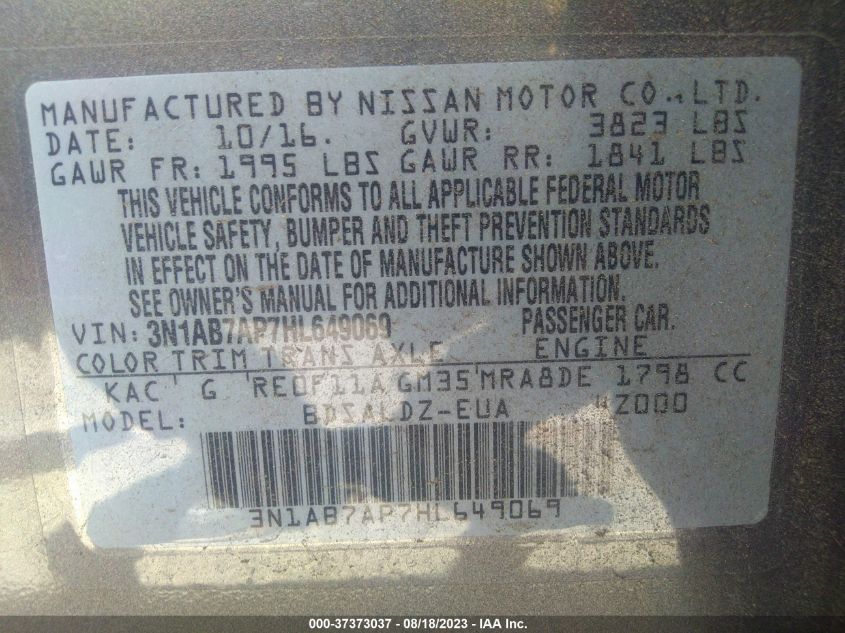 MANUFACTURED BY NISSAN MOTOR CO., LTD.
DATE: 10/16. GVWR: 3823 LBS
GAWR FR: 1995 LBS GAWR RR: 1841 LBS
THIS VEHICLE CONFORMS TO ALL APPLICABLE FEDERAL MOTOR
VEHICLE SAFETY, BUMPER AND THEFT PREVENTION STANDARDS
IN EFFECT ON THE DATE OF MANUFACTURE SHOWN ABOVE.
SEE OWNER'S MANUAL FOR ADDITIONAL INFORMATION.
VIN: 3N1AB7AP7HL649069 PASSENGER CAR.
COLOR TRIM TRANS AXLE ENGINE
KAC G RE0F11A GM35 MRA8DE 1798 CC
MODEL: BDSALDZ-EUA
3N1AB7AP7HL649069
000-37373037 - 08/18/2023 - IAA Inc.